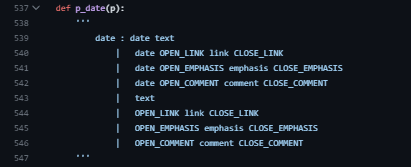 537 def p_date(p):
538 '''
539 date : date text
540 | date OPEN_LINK link CLOSE_LINK
541 | date OPEN_EMPHASIS emphasis CLOSE_EMPHASIS
542 | date OPEN_COMMENT comment CLOSE_COMMENT
543 | text
544 | OPEN_LINK link CLOSE_LINK
545 | OPEN_EMPHASIS emphasis CLOSE_EMPHASIS
546 | OPEN_COMMENT comment CLOSE_COMMENT
547 '''